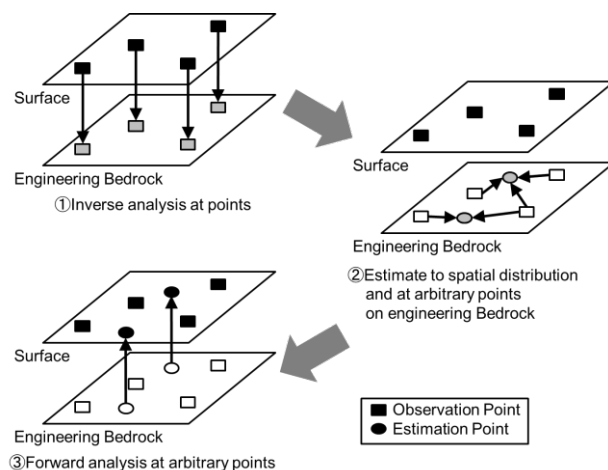 Surface
Engineering Bedrock
①Inverse analysis at points
Surface
Engineering Bedrock
②Estimate to spatial distribution
and at arbitrary points
on engineering Bedrock
Surface
Engineering Bedrock
③Forward analysis at arbitrary points
Observation Point
Estimation Point